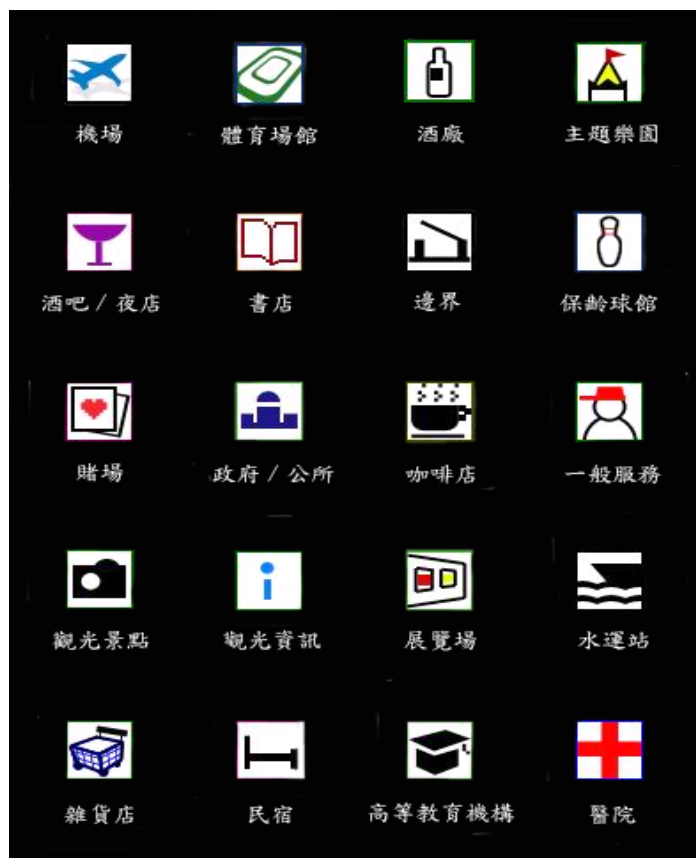 機場 體育場館 酒廠 主題樂園
酒吧 / 夜店 書店 邊界 保齡球館
賭場 政府 / 公所 咖啡店 一般服務
觀光景點 觀光資訊 展覽場 水運站
雜貨店 民宿 高等教育機構 醫院